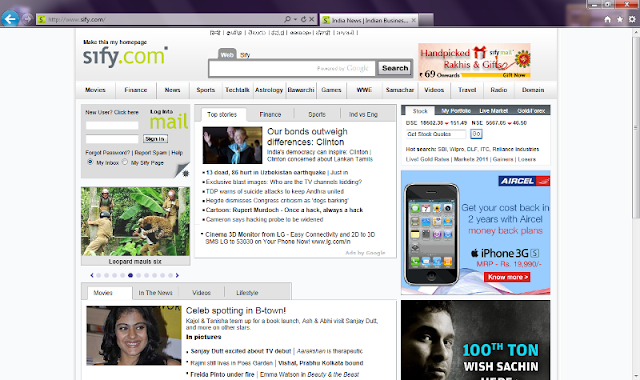 http://www.sify.com/
India News | Indian Busines...
Make this my homepage
sify.com
हिन्दी
Web Sify
Powered by Google Search
Handpicked Rakhis & Gifts
sify mall
₹ 69 Onwards Gift Now
Movies Finance News Sports Techtalk Astrology Bawarchi Games WWE Samachar Videos Travel Radio Domain
New User? Click here
Log into mail
Sign In
Forgot Password? | Report Spam | Help
My Inbox My Sify Page
Leopard mauls six
Top stories Finance Sports Ind vs Eng
Our bonds outweigh differences: Clinton
India's democracy can inspire: Clinton |
Clinton concerned about Lankan Tamils
13 dead, 86 hurt in Uzbekistan earthquake | Just in
Exclusive blast images: Who are the TV channels kidding?
TDP warns of suicide attacks to keep Andhra united
Hegde dismisses Congress criticism as 'dogs barking'
Cartoon: Rupert Murdoch - Once a hack, always a hack
Cameron says hacking probe to be widened
Cinema 3D Monitor from LG - Easy Connectivity and 2D to 3D
SMS LG to 53030 on Your Phone Now! www.lg.com/in
Ads by Google
Stock My Portfolio Live Market Gold/Forex
BSE 18502.38 151.49 NSE 5567.05 46.50
Get Stock Quotes Go
Hot search: SBI, Wipro, DLF, ITC, Reliance Industries
Live! Gold Rates | Markets 2011 | Gainers | Losers
AIRCEL
Get your cost back
in 2 years with Aircel
money back plans
iPhone 3G S
MRP - Rs. 19,990/-
Know more
Movies In The News Videos Lifestyle
Celeb spotting in B-town!
Kajol & Tanisha team up for a book launch, Ash & Abhi visit Sanjay Dutt,
and more on other stars.
In pictures
Sanjay Dutt excited about TV debut | Aarakshan is therapeutic
Rajini still lives in Poes Garden | Vishal, Prabhu Kolkata bound
Freida Pinto under fire | Emma Watson in Beauty & the Beast
100TH TON
WISH SACHIN
HERE